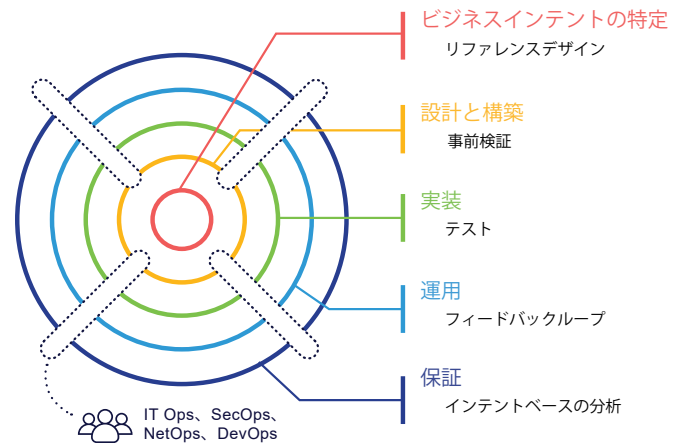 ビジネスインテントの特定
リファレンスデザイン
設計と構築
事前検証
実装
テスト
運用
フィードバックループ
保証
インテントベースの分析
IT Ops、SecOps、
NetOps、DevOps